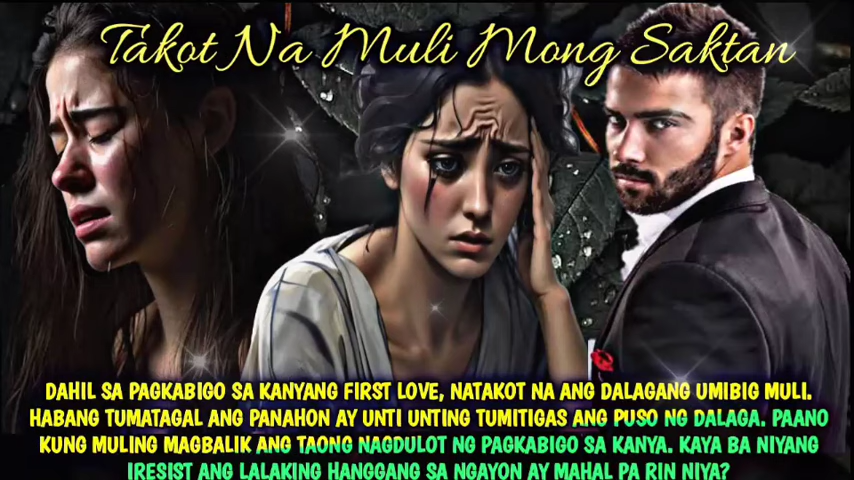 Takot Na Muli Mong Saktan
DAHIL SA PAGKABIGO SA KANYANG FIRST LOVE, NATAKOT NA ANG DALAGANG UMIBIG MULI.
HABANG TUMATAGAL ANG PANAHON AY UNTI UNTING TUMITIGAS ANG PUSO NG DALAGA. PAANO
KUNG MULING MAGBALIK ANG TAONG NAGDULOT NG PAGKABIGO SA KANYA. KAYA BA NIYANG
IRESIST ANG LALAKING HANGGANG SA NGAYON AY MAHAL PA RIN NIYA?